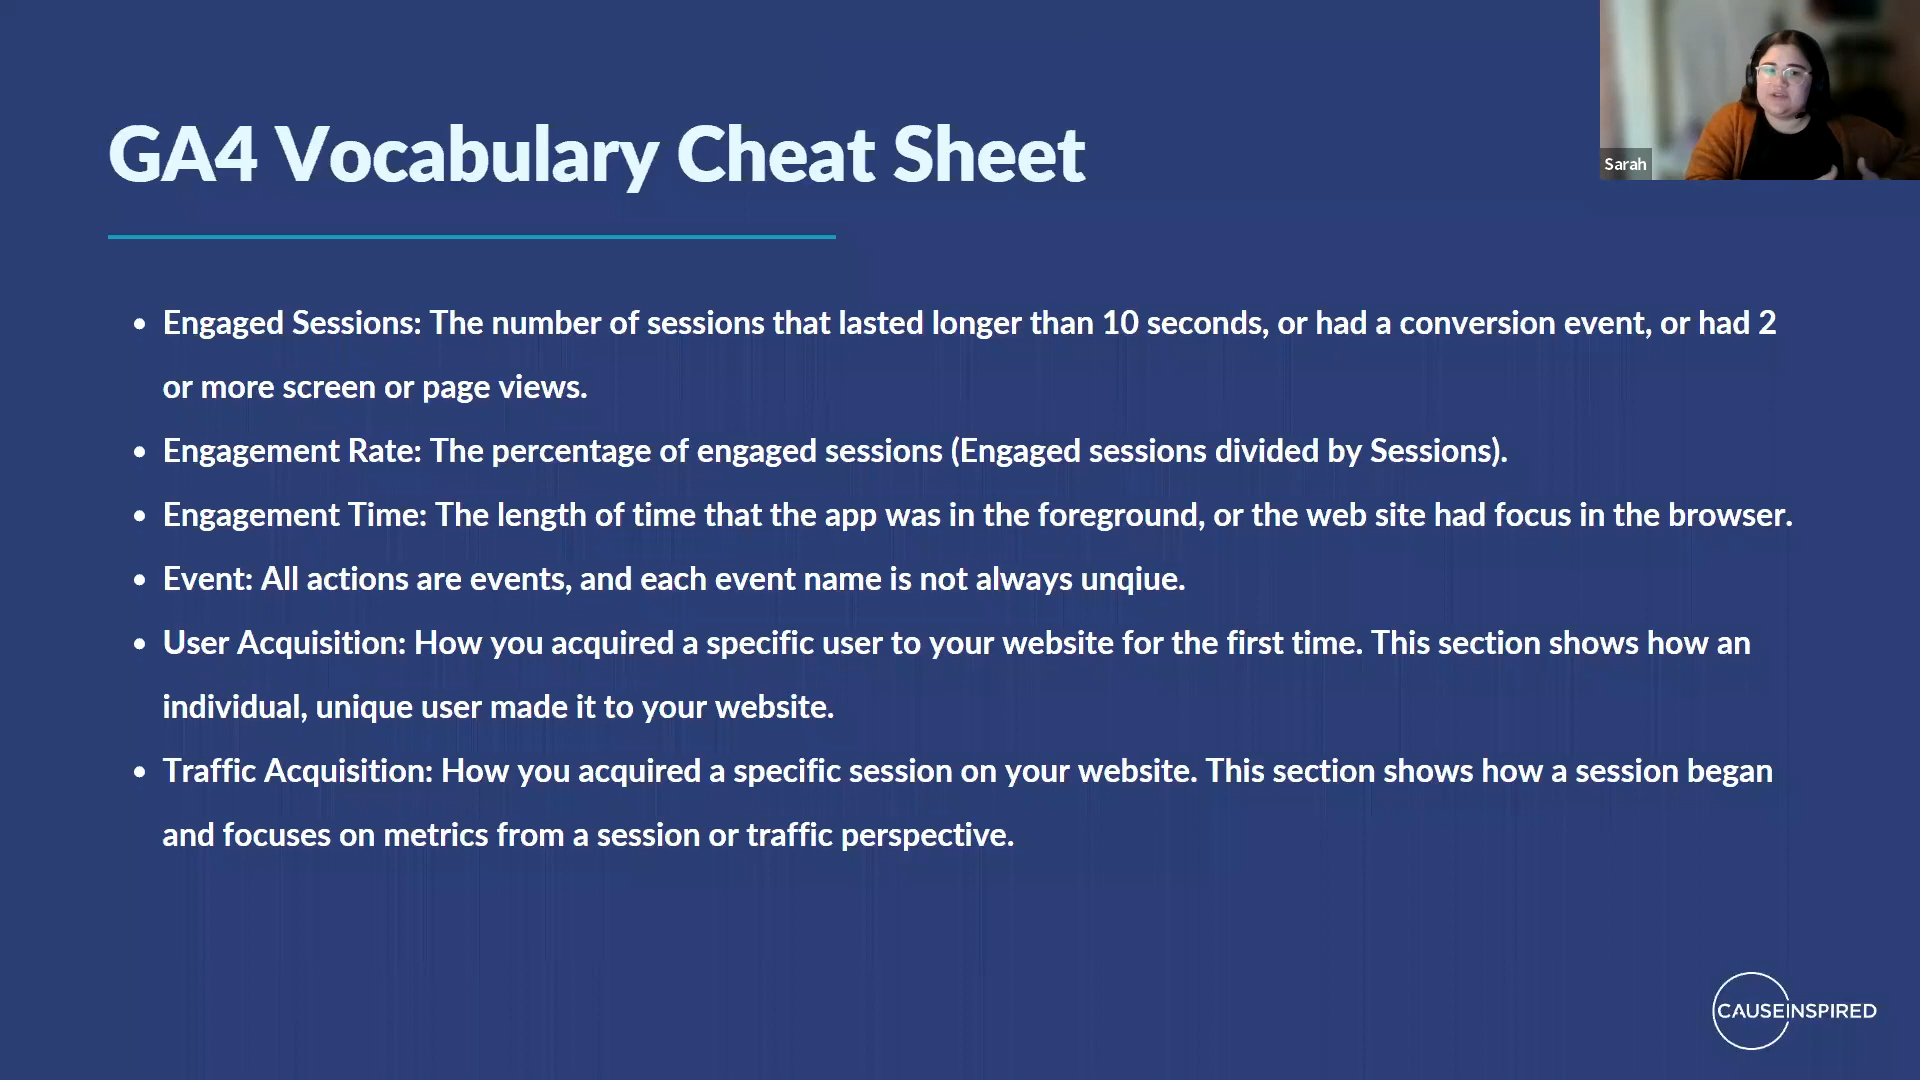 Sarah
GA4 Vocabulary Cheat Sheet
• Engaged Sessions: The number of sessions that lasted longer than 10 seconds, or had a conversion event, or had 2
or more screen or page views.
• Engagement Rate: The percentage of engaged sessions (Engaged sessions divided by Sessions).
• Engagement Time: The length of time that the app was in the foreground, or the web site had focus in the browser.
• Event: All actions are events, and each event name is not always unqiue.
• User Acquisition: How you acquired a specific user to your website for the first time. This section shows how an
individual, unique user made it to your website.
• Traffic Acquisition: How you acquired a specific session on your website. This section shows how a session began
and focuses on metrics from a session or traffic perspective.
CAUSEINSPIRED